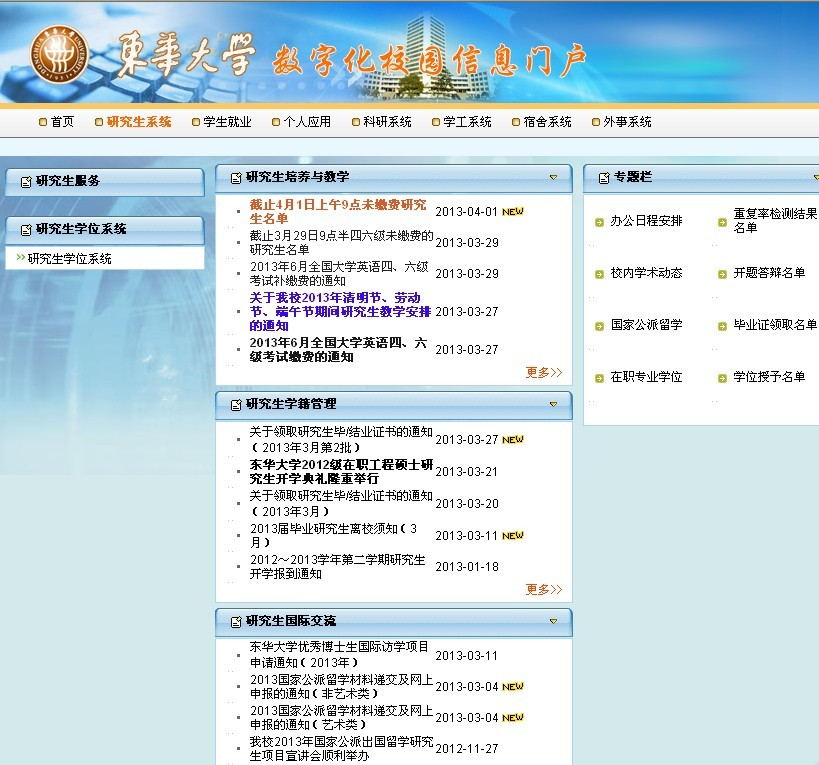 東華大學 数字化校园信息门户
首页 研究生系统 学生就业 个人应用 科研系统 学工系统 宿舍系统 外事系统
研究生服务
研究生学位系统
>> 研究生学位系统
研究生培养与教学
截止4月1日上午9点未缴费研究
生名单
2013-04-01 NEW
截止3月29日9点半四六级未缴费的
研究生名单
2013-03-29
2013年6月全国大学英语四、六级
考试补缴费的通知
2013-03-29
关于我校2013年清明节、劳动
节、端午节期间研究生教学安排
的通知
2013-03-27
2013年6月全国大学英语四、六
级考试缴费的通知
2013-03-27
更多>>
研究生学籍管理
关于领取研究生毕/结业证书的通知
（2013年3月第2批）
2013-03-27 NEW
东华大学2012级在职工程硕士研
究生开学典礼隆重举行
2013-03-21
关于领取研究生毕/结业证书的通知
（2013年3月）
2013-03-20
2013届毕业研究生离校须知（3
月）
2013-03-11 NEW
2012～2013学年第二学期研究生
开学报到通知
2013-01-18
更多>>
研究生国际交流
东华大学优秀博士生国际访学项目
申请通知（2013年）
2013-03-11
2013国家公派留学材料递交及网上
申报的通知（非艺术类）
2013-03-04 NEW
2013国家公派留学材料递交及网上
申报的通知（艺术类）
2013-03-04 NEW
我校2013年国家公派出国留学研究
生项目宣讲会顺利举办
2012-11-27
专题栏
办公日程安排
重复率检测结果
名单
校内学术动态
开题答辩名单
国家公派留学
毕业证领取名单
在职专业学位
学位授予名单